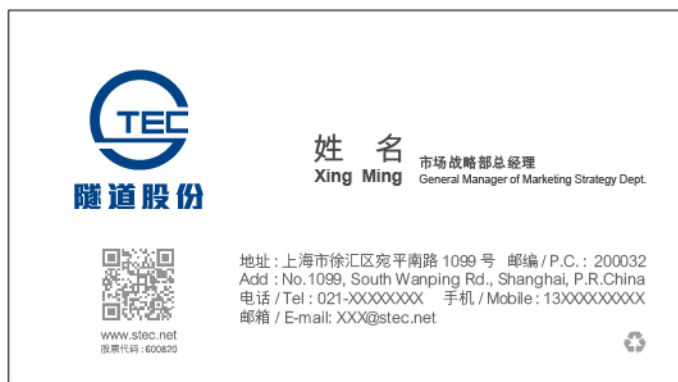 STEC
隧道股份
姓 名 市场战略部总经理
Xing Ming General Manager of Marketing Strategy Dept.
地址 : 上海市徐汇区宛平南路 1099 号 邮编 / P.C. : 200032
Add : No.1099, South Wanping Rd., Shanghai, P.R.China
电话 / Tel : 021-XXXXXXXX 手机 / Mobile : 13XXXXXXXXX
邮箱 / E-mail: XXX@stec.net
www.stec.net
股票代码 : 600820